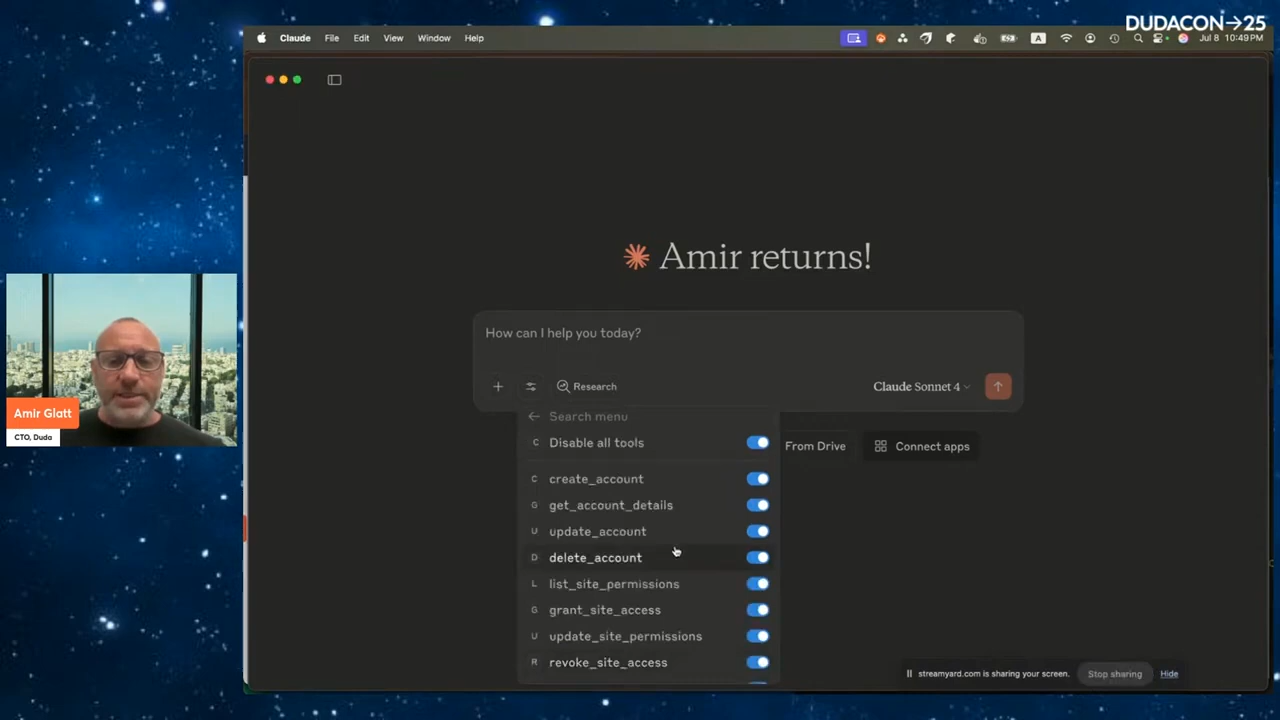 DUDACON→25
Claude File Edit View Window Help
A
Jul 8 10:49 PM
Amir returns!
How can I help you today?
Research
Claude Sonnet 4
Search menu
C Disable all tools
From Drive
Connect apps
C create_account
G get_account_details
U update_account
D delete_account
L list_site_permissions
G grant_site_access
U update_site_permissions
R revoke_site_access
Amir Glatt
CTO, Duda
streamyard.com is sharing your screen.
Stop sharing
Hide